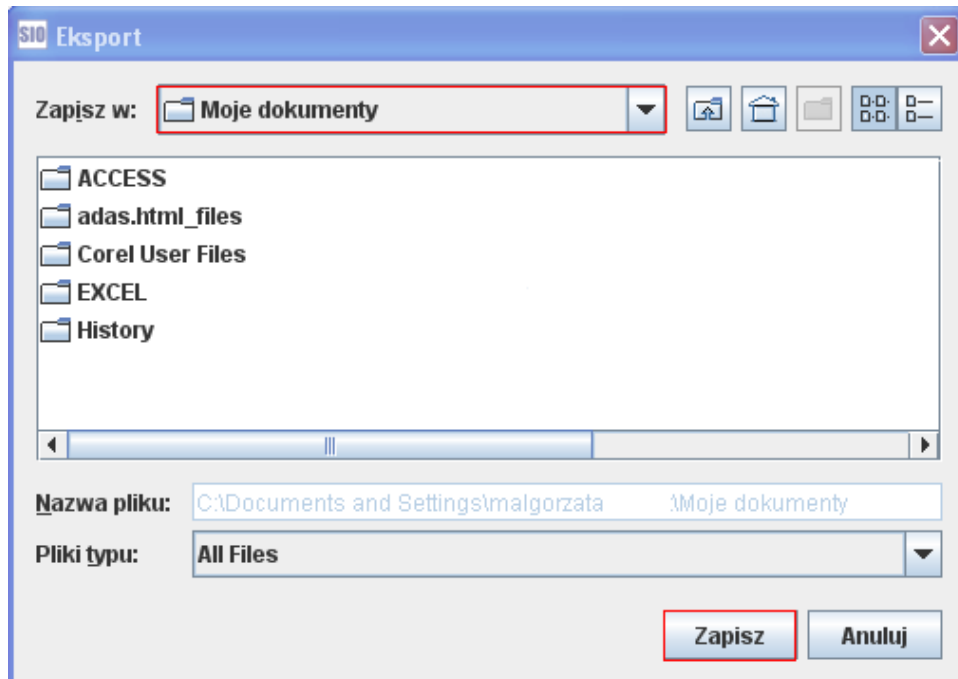 SIO Eksport
Zapisz w: Moje dokumenty
ACCESS
adas.html_files
Corel User Files
EXCEL
History
Nazwa pliku: C:\Documents and Settings\malgorzata :\Moje dokumenty
Pliki typu: All Files
Zapisz Anuluj